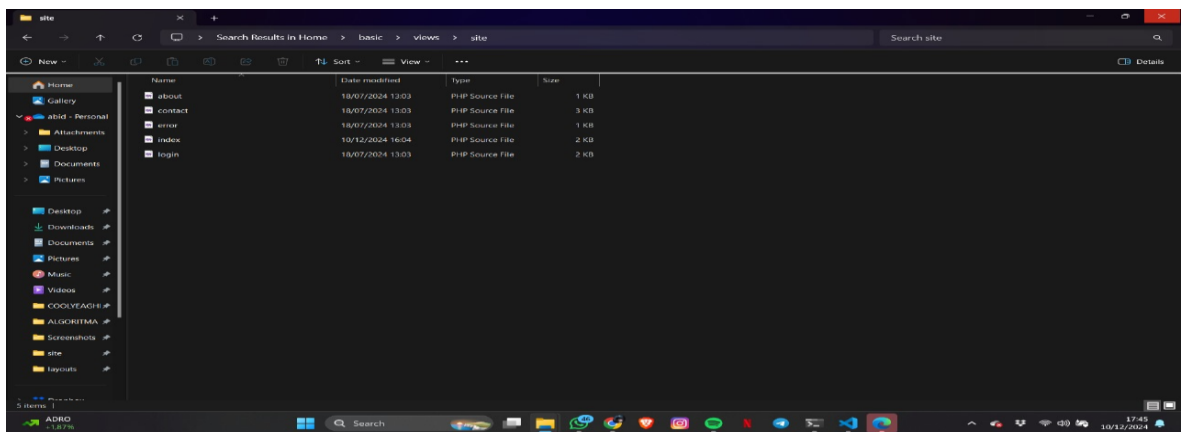 site
Search Results in Home > basic > views > site
Search site
New
Sort
View
Details
Name Date modified Type Size
about 18/07/2024 13:03 PHP Source File 1 KB
contact 18/07/2024 13:03 PHP Source File 3 KB
error 18/07/2024 13:03 PHP Source File 1 KB
index 10/12/2024 16:04 PHP Source File 2 KB
login 18/07/2024 13:03 PHP Source File 2 KB
Home
Gallery
abid - Personal
Attachments
Desktop
Documents
Pictures
Desktop
Downloads
Documents
Pictures
Music
Videos
COOLYEAGH
ALGORITMA
Screenshots
site
layouts
5 items
ADRO
+1,87%
Search
17:45
10/12/2024